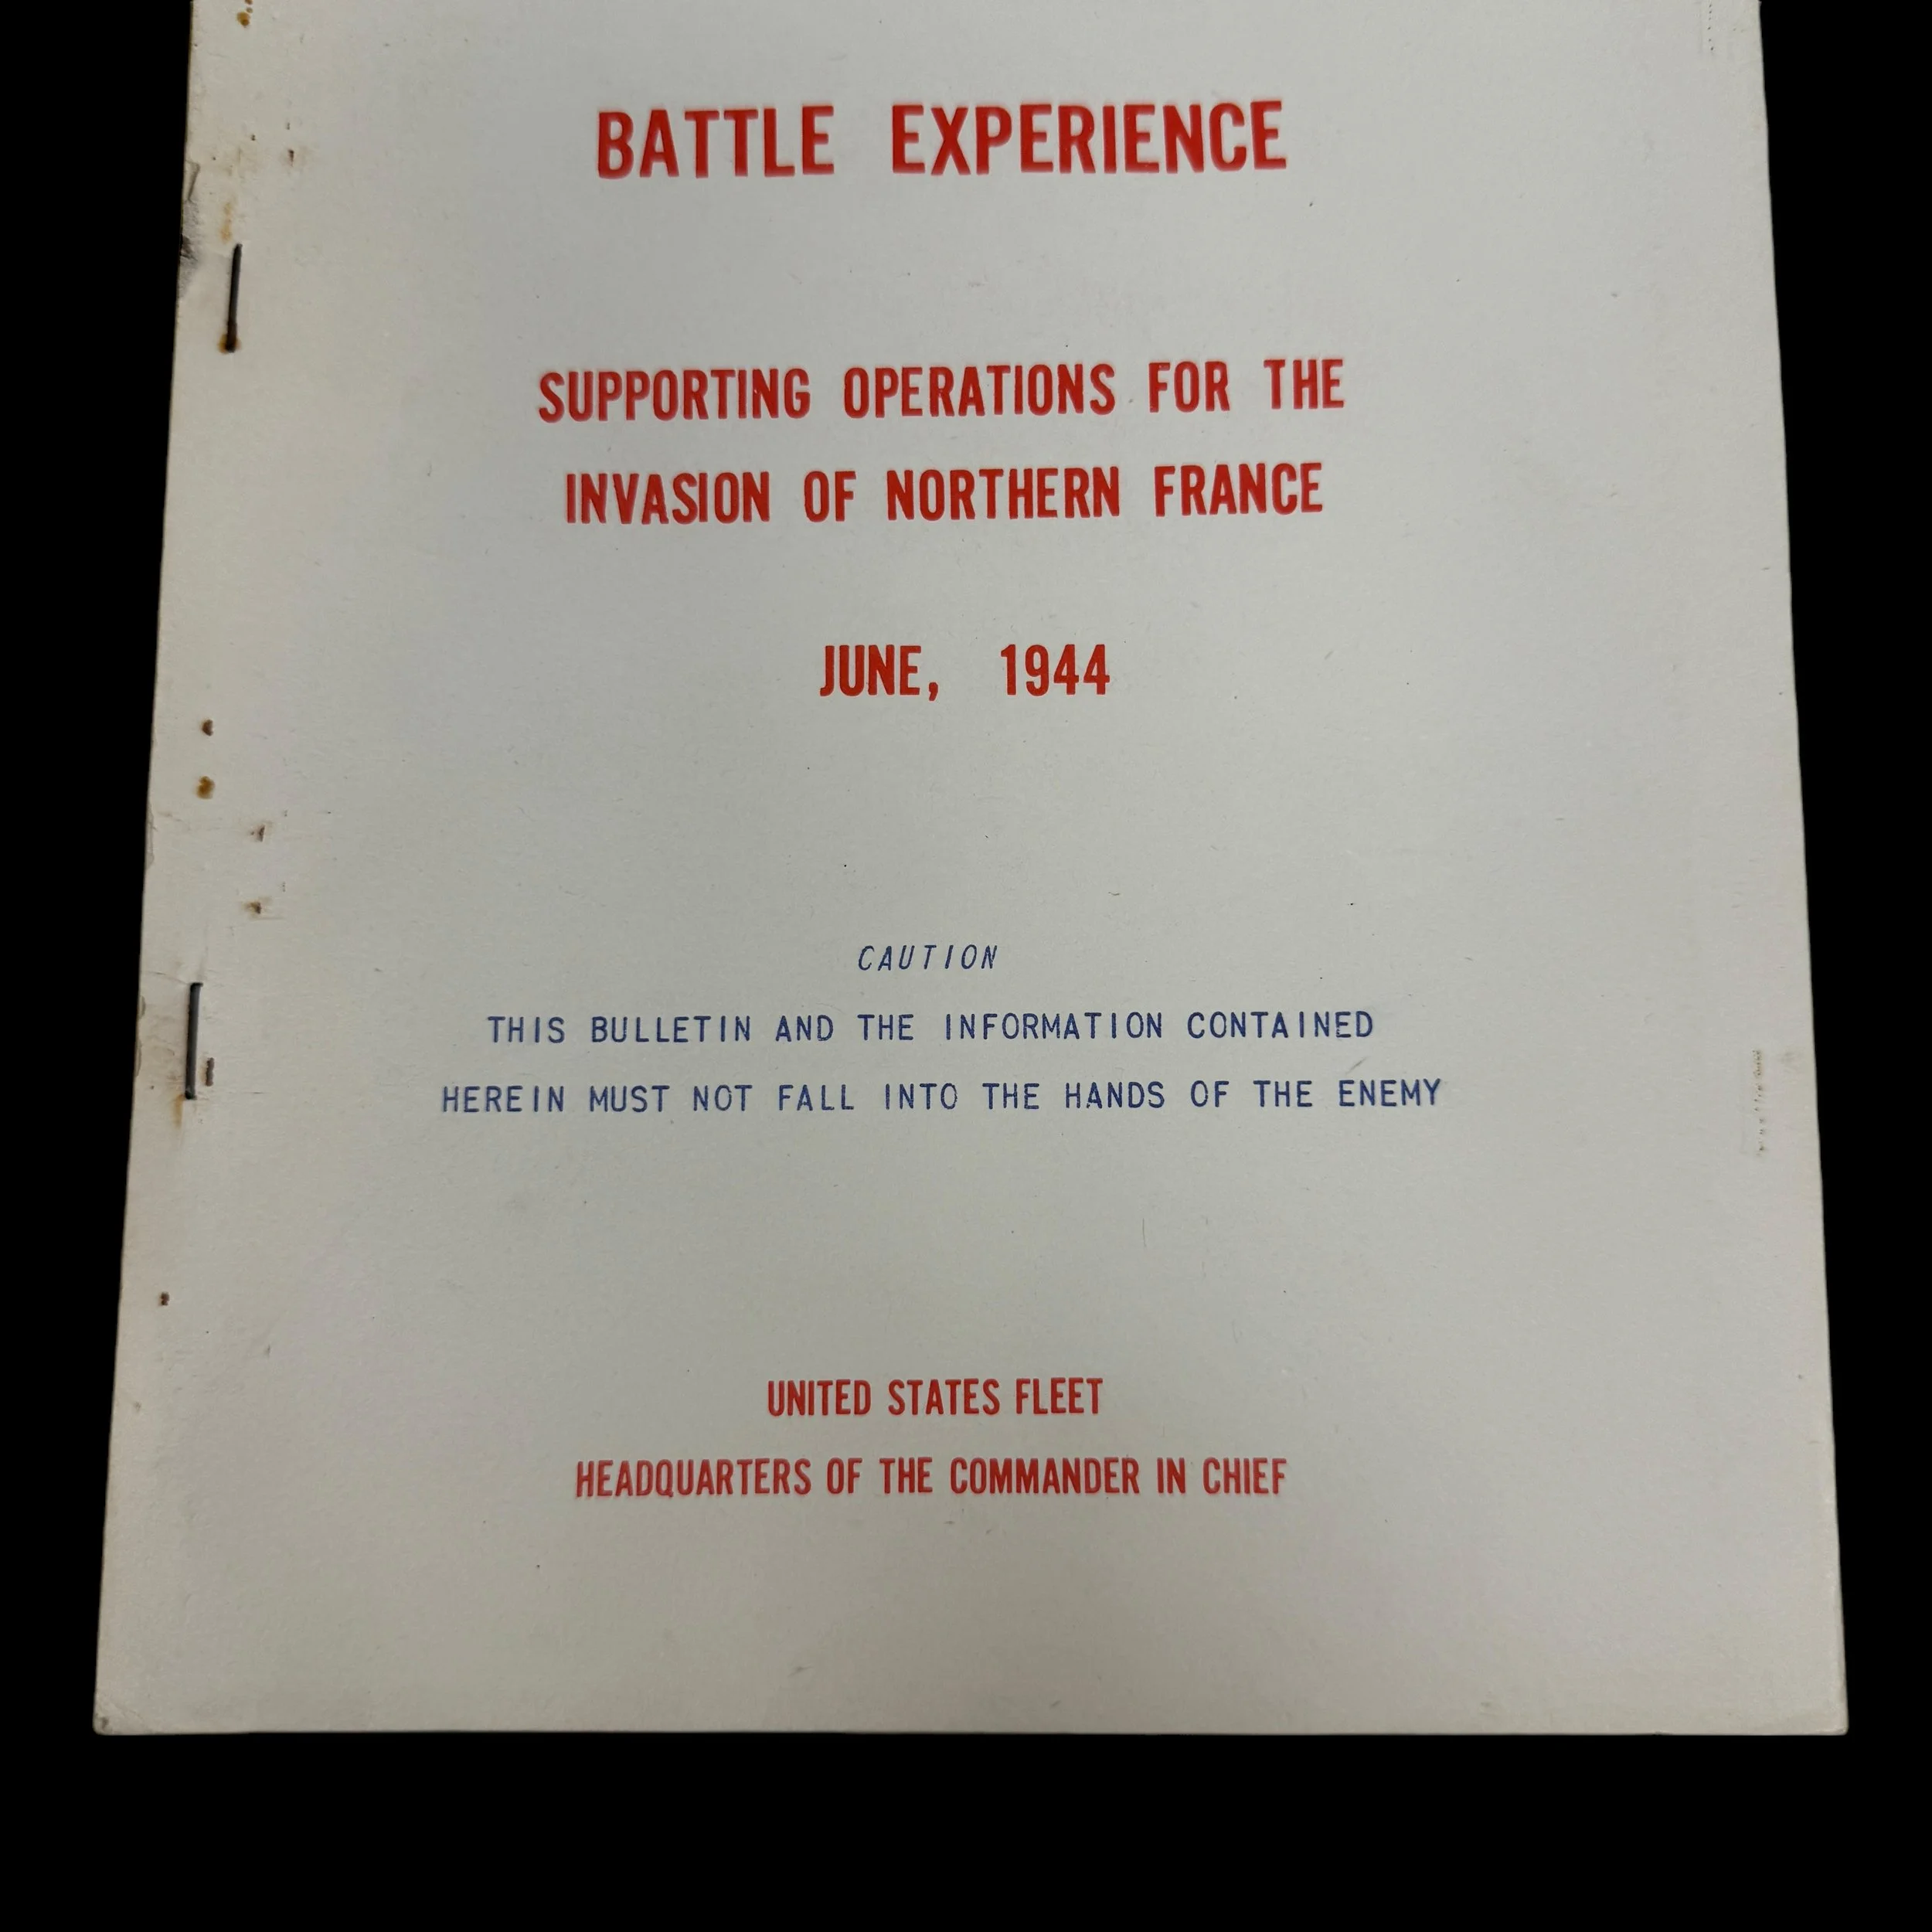 BATTLE EXPERIENCE
SUPPORTING OPERATIONS FOR THE
INVASION OF NORTHERN FRANCE
JUNE, 1944
CAUTION
THIS BULLETIN AND THE INFORMATION CONTAINED
HEREIN MUST NOT FALL INTO THE HANDS OF THE ENEMY
UNITED STATES FLEET
HEADQUARTERS OF THE COMMANDER IN CHIEF